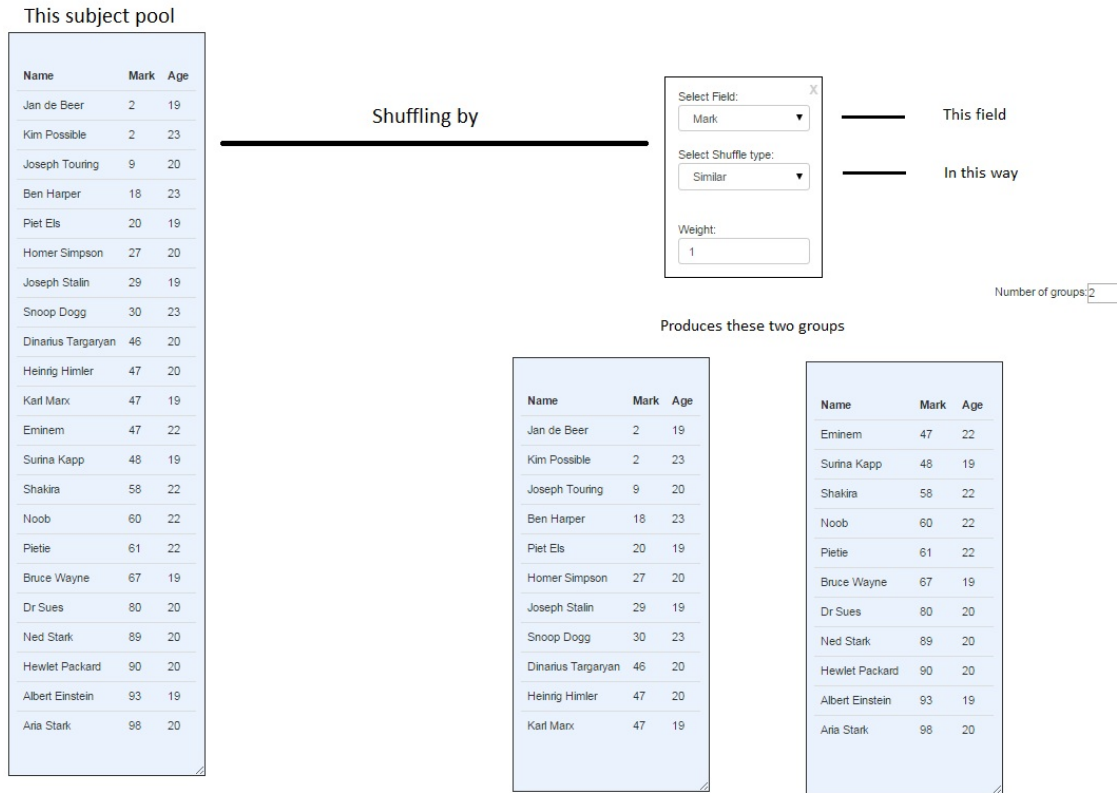 This subject pool
Name Mark Age
Jan de Beer 2 19
Kim Possible 2 23
Joseph Touring 9 20
Ben Harper 18 23
Piet Els 20 19
Homer Simpson 27 20
Joseph Stalin 29 19
Snoop Dogg 30 23
Dinarius Targaryan 46 20
Heinrig Himler 47 20
Karl Marx 47 19
Eminem 47 22
Surina Kapp 48 19
Shakira 58 22
Noob 60 22
Pietie 61 22
Bruce Wayne 67 19
Dr Sues 80 20
Ned Stark 89 20
Hewlet Packard 90 20
Albert Einstein 93 19
Aria Stark 98 20
Shuffling by
X
Select Field:
Mark
This field
Select Shuffle type:
Similar
In this way
Weight:
1
Number of groups:2
Produces these two groups
Name Mark Age
Jan de Beer 2 19
Kim Possible 2 23
Joseph Touring 9 20
Ben Harper 18 23
Piet Els 20 19
Homer Simpson 27 20
Joseph Stalin 29 19
Snoop Dogg 30 23
Dinarius Targaryan 46 20
Heinrig Himler 47 20
Karl Marx 47 19
Name Mark Age
Eminem 47 22
Surina Kapp 48 19
Shakira 58 22
Noob 60 22
Pietie 61 22
Bruce Wayne 67 19
Dr Sues 80 20
Ned Stark 89 20
Hewlet Packard 90 20
Albert Einstein 93 19
Aria Stark 98 20